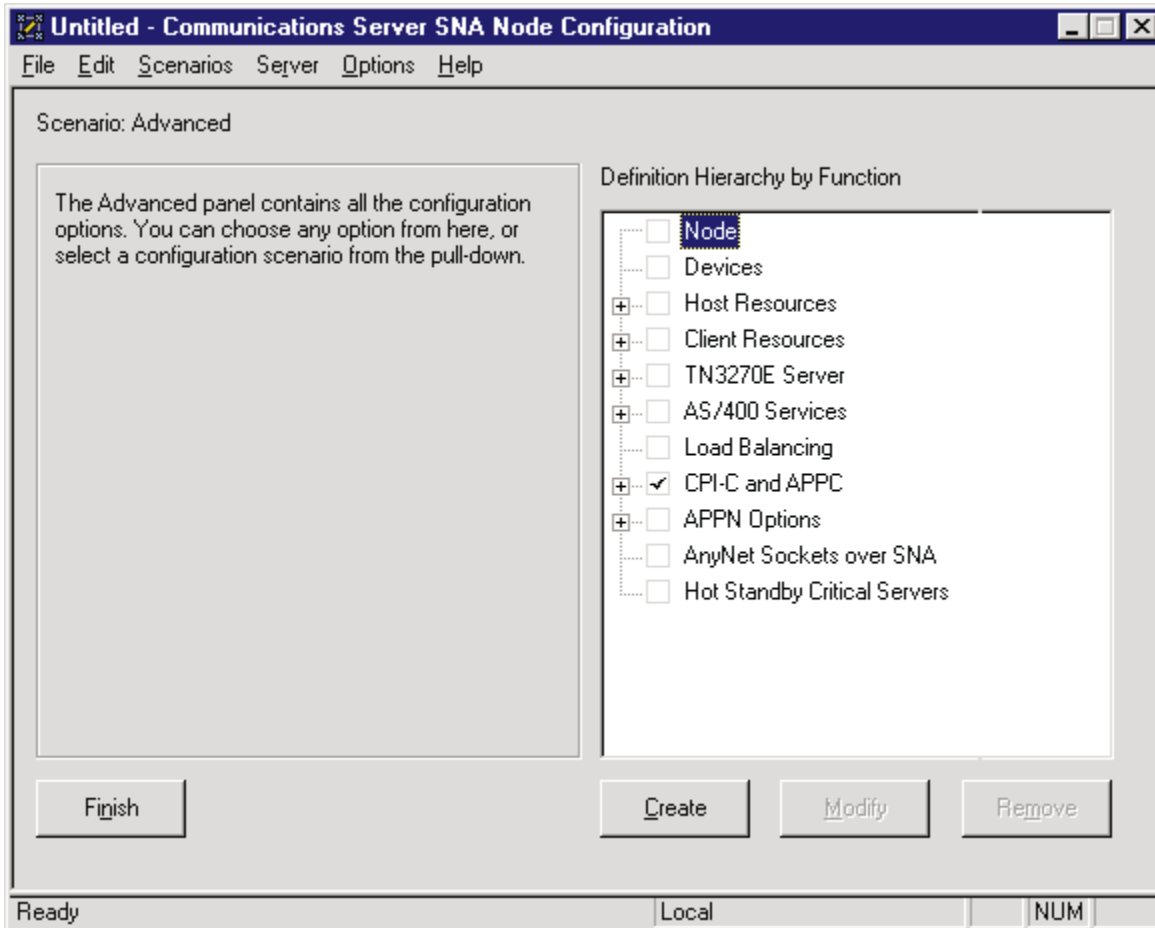 Untitled - Communications Server SNA Node Configuration
File Edit Scenarios Server Options Help
Scenario: Advanced
The Advanced panel contains all the configuration
options. You can choose any option from here, or
select a configuration scenario from the pull-down.
Definition Hierarchy by Function
Node
Devices
Host Resources
Client Resources
TN3270E Server
AS/400 Services
Load Balancing
CPI-C and APPC
APPN Options
AnyNet Sockets over SNA
Hot Standby Critical Servers
Finish
Create Modify Remove
Ready Local NUM